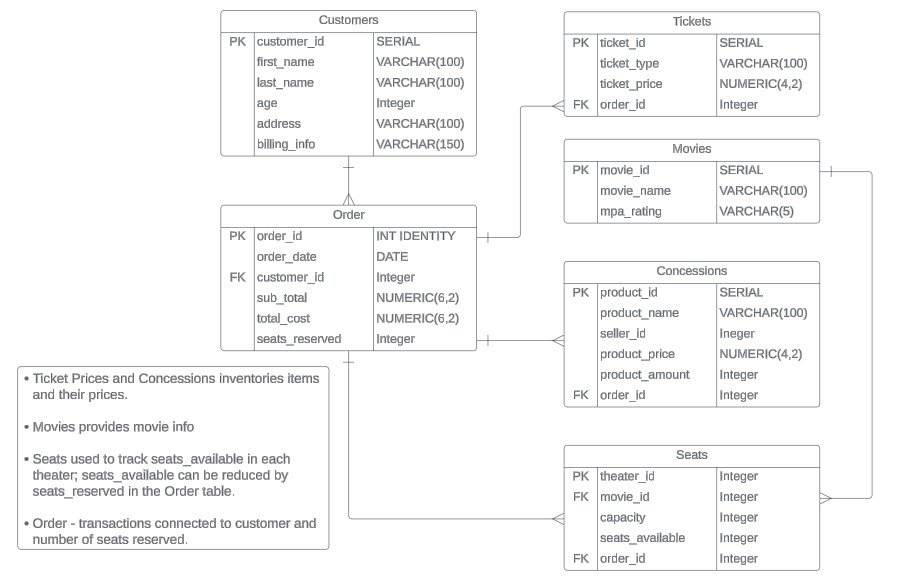 Customers
PK customer_id SERIAL
first_name VARCHAR(100)
last_name VARCHAR(100)
age Integer
address VARCHAR(100)
billing_info VARCHAR(150)
Order
PK order_id INT IDENTITY
order_date DATE
FK customer_id Integer
sub_total NUMERIC(6,2)
total_cost NUMERIC(6,2)
seats_reserved Integer
• Ticket Prices and Concessions inventories items
and their prices.
• Movies provides movie info
• Seats used to track seats_available in each
theater; seats_available can be reduced by
seats_reserved in the Order table.
• Order - transactions connected to customer and
number of seats reserved.
Tickets
PK ticket_id SERIAL
ticket_type VARCHAR(100)
ticket_price NUMERIC(4,2)
FK order_id Integer
Movies
PK movie_id SERIAL
movie_name VARCHAR(100)
mpa_rating VARCHAR(5)
Concessions
PK product_id SERIAL
product_name VARCHAR(100)
seller_id Ineger
product_price NUMERIC(4,2)
product_amount Integer
FK order_id Integer
Seats
PK theater_id Integer
FK movie_id Integer
capacity Integer
seats_available Integer
FK order_id Integer